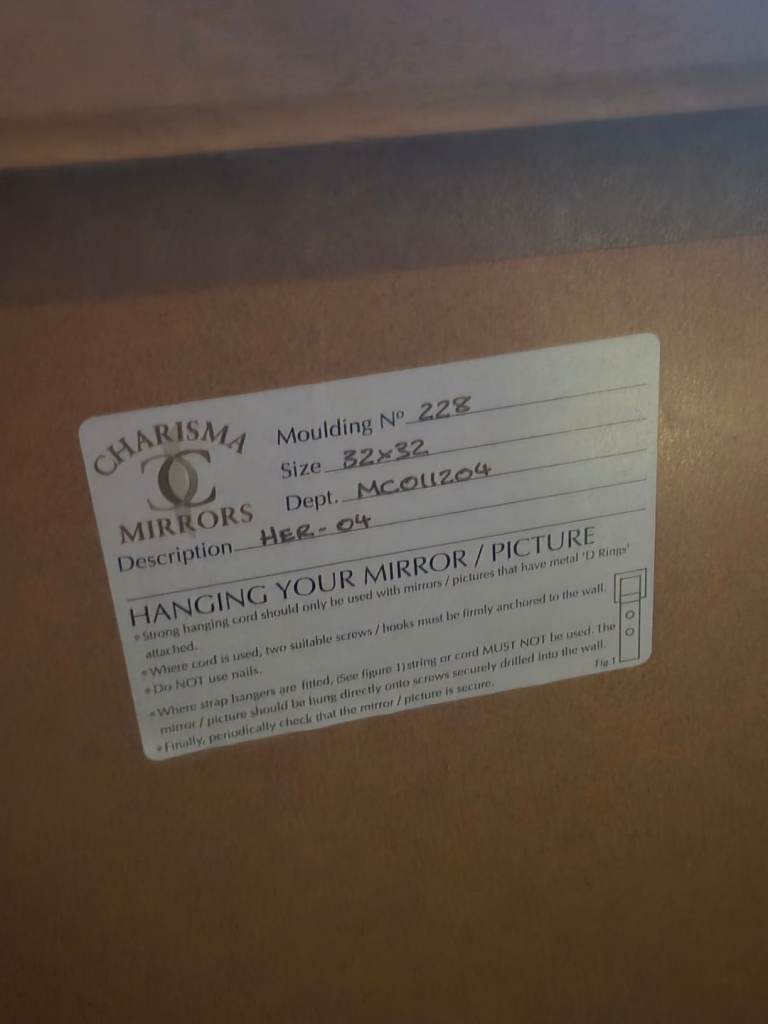 CHARISMA
MIRRORS
Moulding Nº 228
Size 32x32
Dept. MC011204
Description HER-04
HANGING YOUR MIRROR / PICTURE
• Strong hanging cord should only be used with mirrors / pictures that have metal 'D Rings'
attached.
• Where cord is used, two suitable screws / hooks must be firmly anchored to the wall.
• Do NOT use nails.
• Where strap hangers are fitted, (See figure 1) string or cord MUST NOT be used. The
mirror / picture should be hung directly onto screws securely drilled into the wall.
• Finally, periodically check that the mirror / picture is secure.
Fig 1